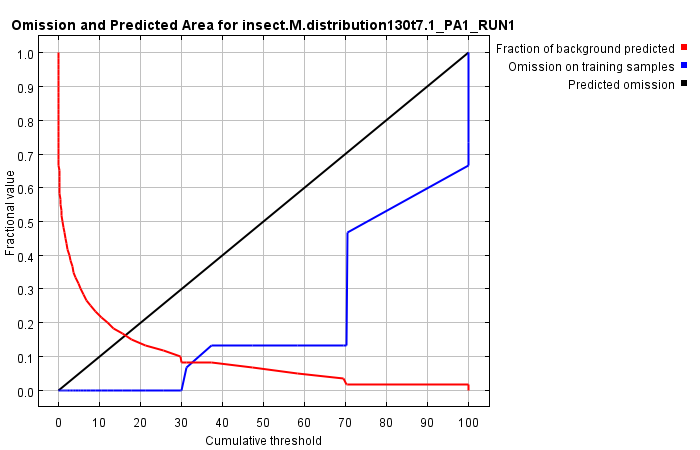 Omission and Predicted Area for insect.M.distribution130t7.1_PA1_RUN1
Fraction of background predicted
Omission on training samples
Predicted omission
Fractional value
1.0
0.9
0.8
0.7
0.6
0.5
0.4
0.3
0.2
0.1
0.0
0 10 20 30 40 50 60 70 80 90 100
Cumulative threshold